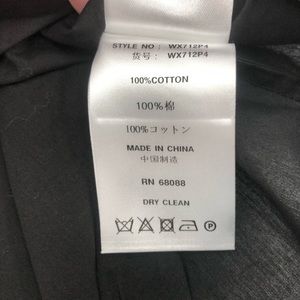 STYLE NO : WX712P4
货号: WX712P4
100%COTTON
100%棉
100%コットン
MADE IN CHINA
中国制造
RN 68088
DRY CLEAN
P